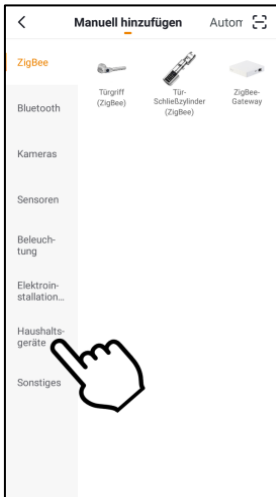 Manuell hinzufügen Autom
ZigBee
Türgriff
(ZigBee)
Tür-
Schließzylinder
(ZigBee)
ZigBee-
Gateway
Bluetooth
Kameras
Sensoren
Beleuch-
tung
Elektroin-
stallation...
Haushalts-
geräte
Sonstiges